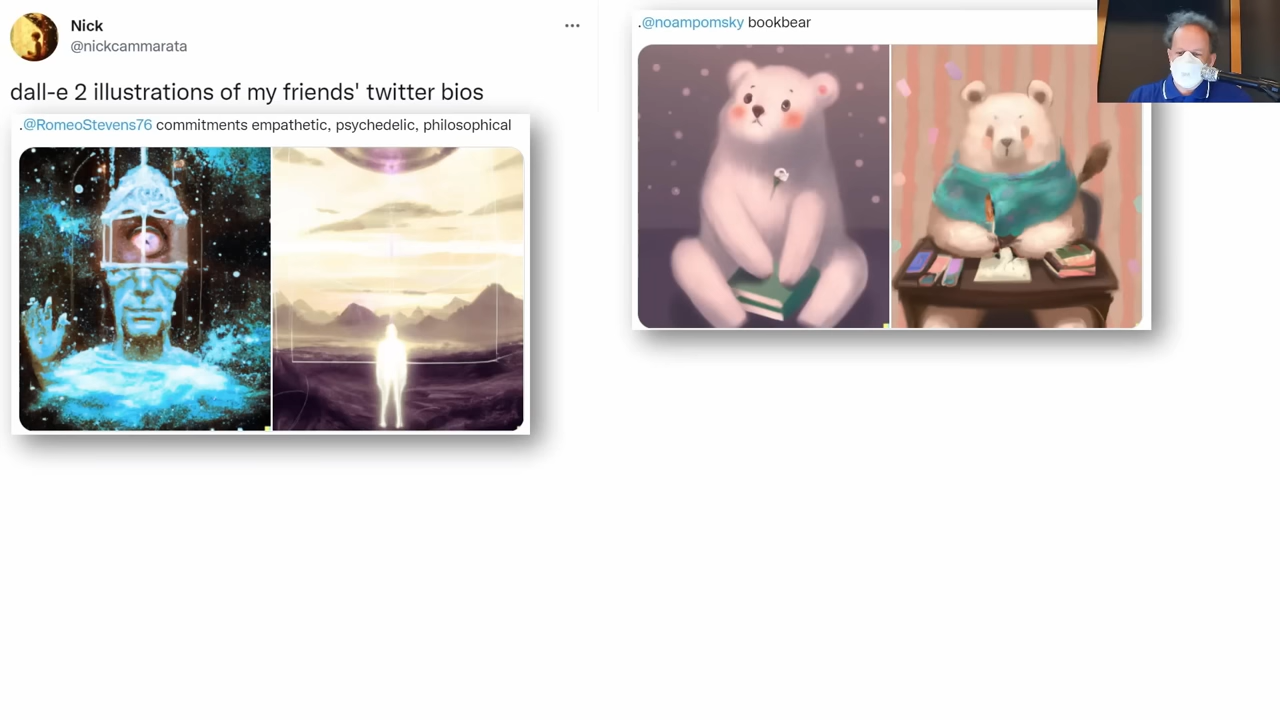 Nick
@nickcammarata
dall-e 2 illustrations of my friends' twitter bios
.@RomeoStevens76 commitments empathetic, psychedelic, philosophical
.@noampomsky bookbear